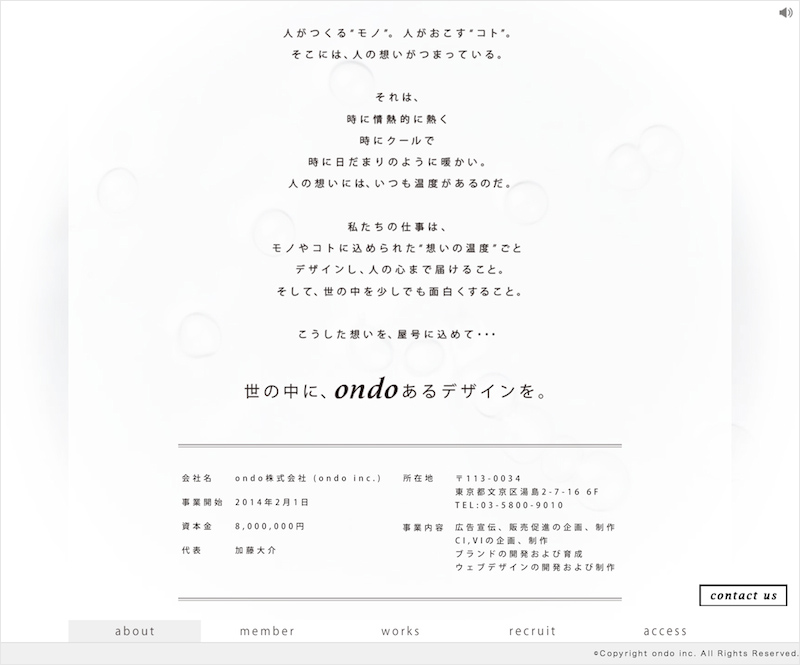 人がつくる“モノ”。人がおこす“コト”。
そこには、人の想いがつまっている。
それは、
時に情熱的に熱く
時にクールで
時に日だまりのように暖かい。
人の想いには、いつも温度があるのだ。
私たちの仕事は、
モノやコトに込められた“想いの温度”ごと
デザインし、人の心まで届けること。
そして、世の中を少しでも面白くすること。
こうした想いを、屋号に込めて・・・
世の中に、ondoあるデザインを。
会社名 ondo株式会社 (ondo inc.)
事業開始 2014年2月1日
資本金 8,000,000円
代表 加藤大介
所在地 〒113-0034
東京都文京区湯島2-7-16 6F
TEL:03-5800-9010
事業内容 広告宣伝、販売促進の企画、制作
CI,VIの企画、制作
ブランドの開発および育成
ウェブデザインの開発および制作
contact us
about member works recruit access
©Copyright ondo inc. All Rights Reserved.